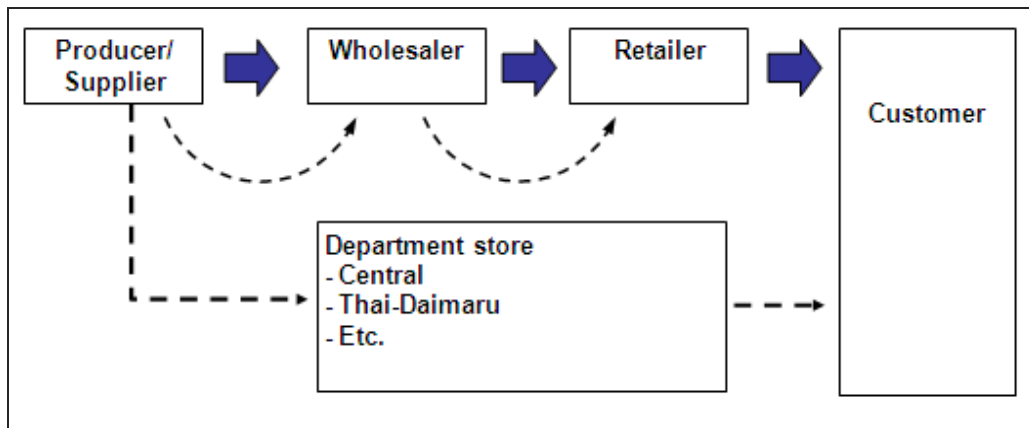 Producer/
Supplier
Wholesaler
Retailer
Customer
Department store
- Central
- Thai-Daimaru
- Etc.